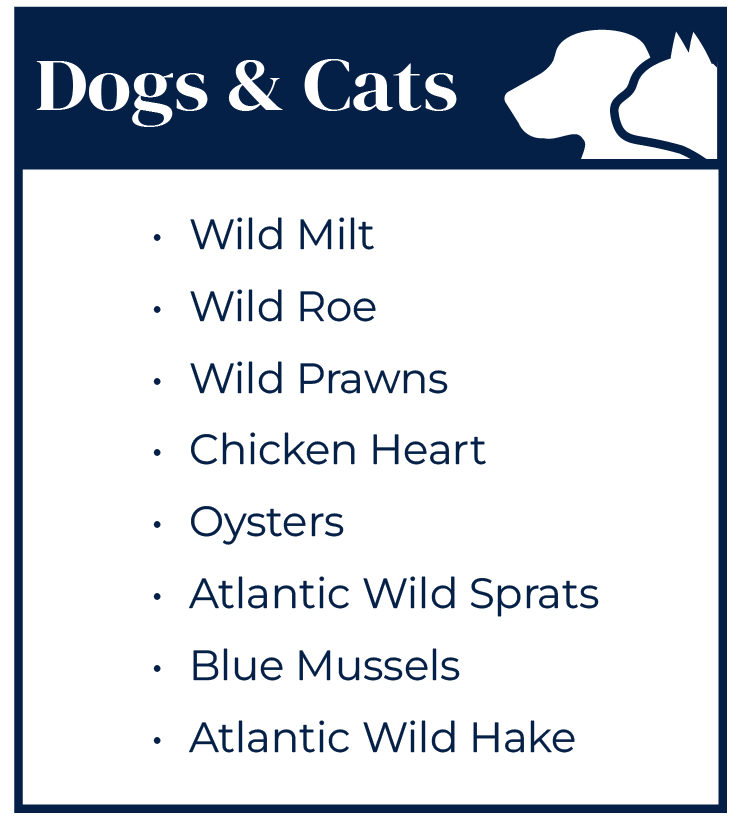 Dogs & Cats
• Wild Milt
• Wild Roe
• Wild Prawns
• Chicken Heart
• Oysters
• Atlantic Wild Sprats
• Blue Mussels
• Atlantic Wild Hake